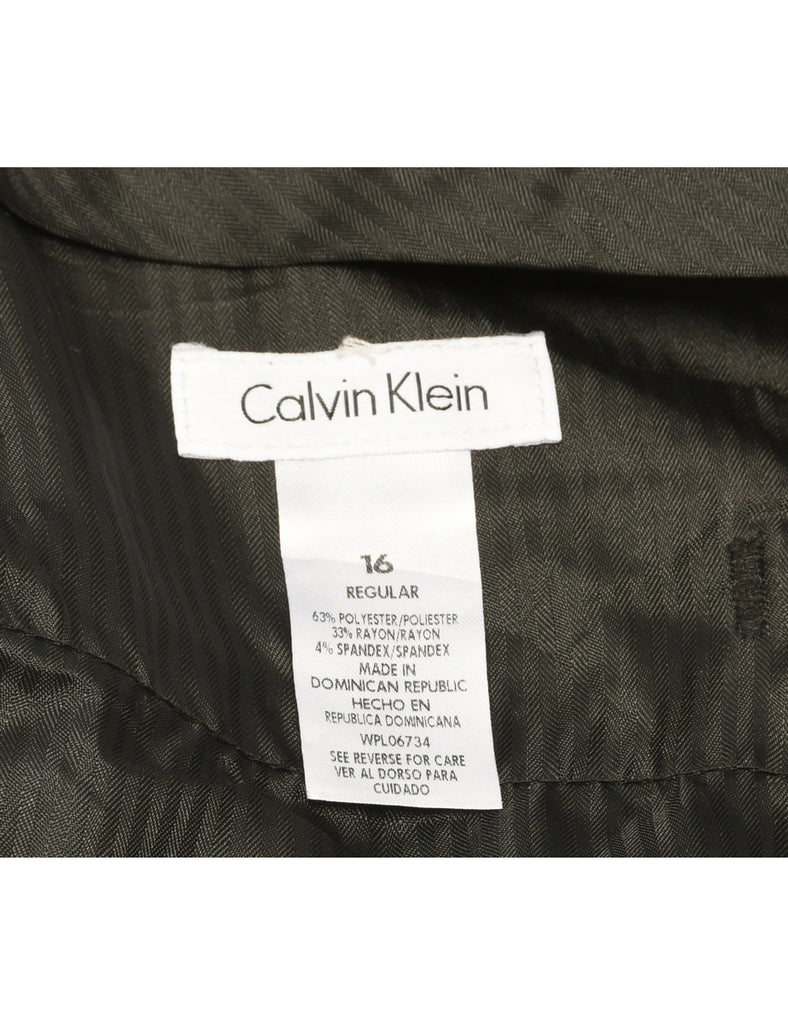 Calvin Klein
16
REGULAR
63% POLYESTER/POLIESTER
33% RAYON/RAYON
4% SPANDEX/SPANDEX
MADE IN
DOMINICAN REPUBLIC
HECHO EN
REPUBLICA DOMINICANA
WPL06734
SEE REVERSE FOR CARE
VER AL DORSO PARA
CUIDADO